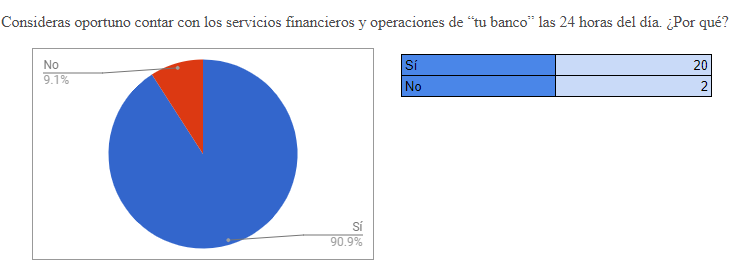 Consideras oportuno contar con los servicios financieros y operaciones de “tu banco” las 24 horas del día. ¿Por qué?
No
9.1%
Sí
90.9%
Sí 20
No 2